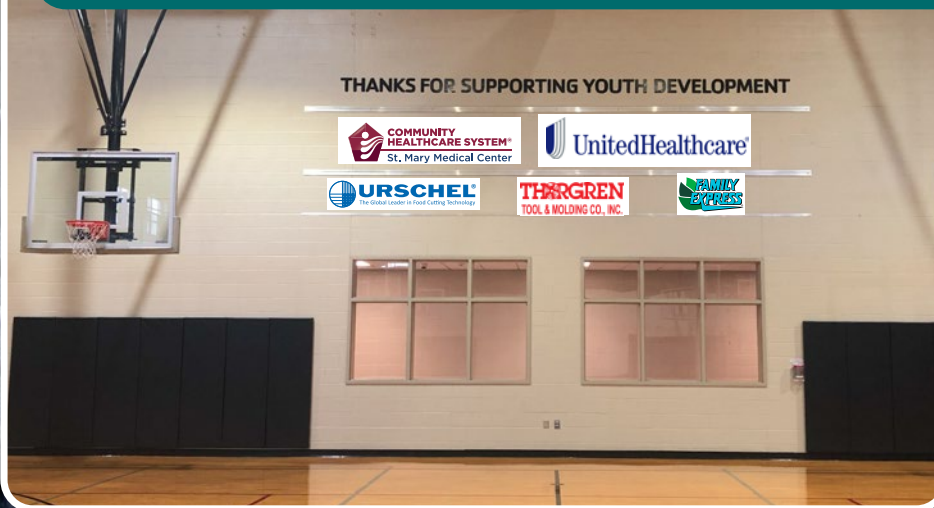 THANKS FOR SUPPORTING YOUTH DEVELOPMENT
COMMUNITY
HEALTHCARE SYSTEM®
St. Mary Medical Center
UnitedHealthcare®
URSCHEL®
The Global Leader in Food Cutting Technology
THORGREN
TOOL & MOLDING CO., INC.
FAMILY
EXPRESS